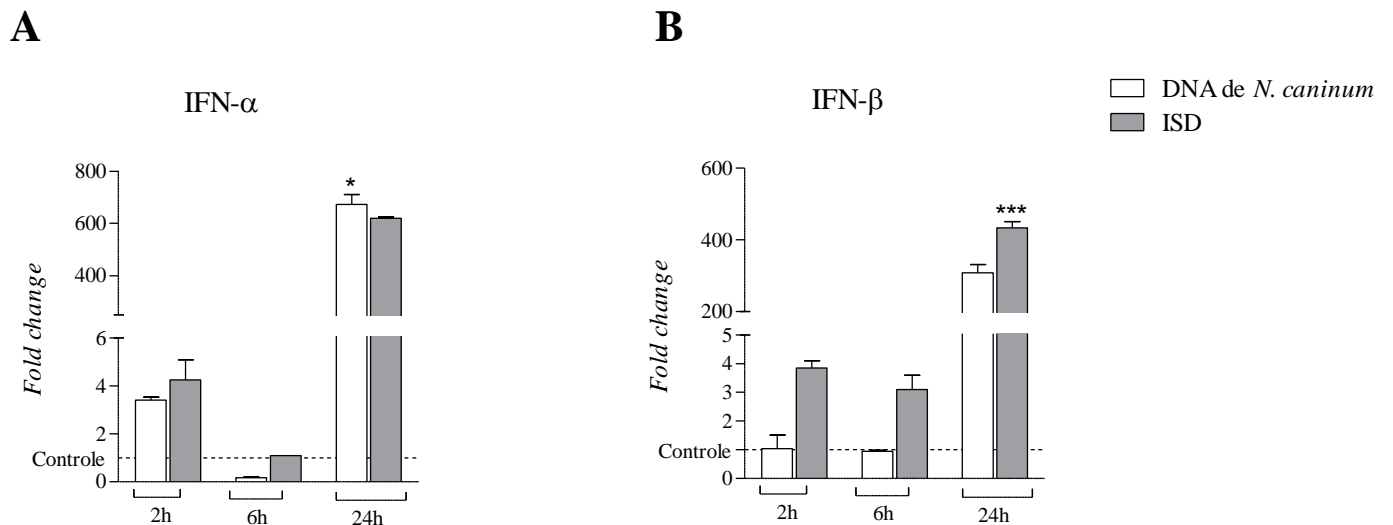 A
IFN-α
Fold change
800
600
400
6
4
2
Controle
0
*
2h
6h
24h
B
IFN-β
Fold change
600
400
200
5
4
3
2
Controle
0
***
2h
6h
24h
DNA de N. caninum
ISD